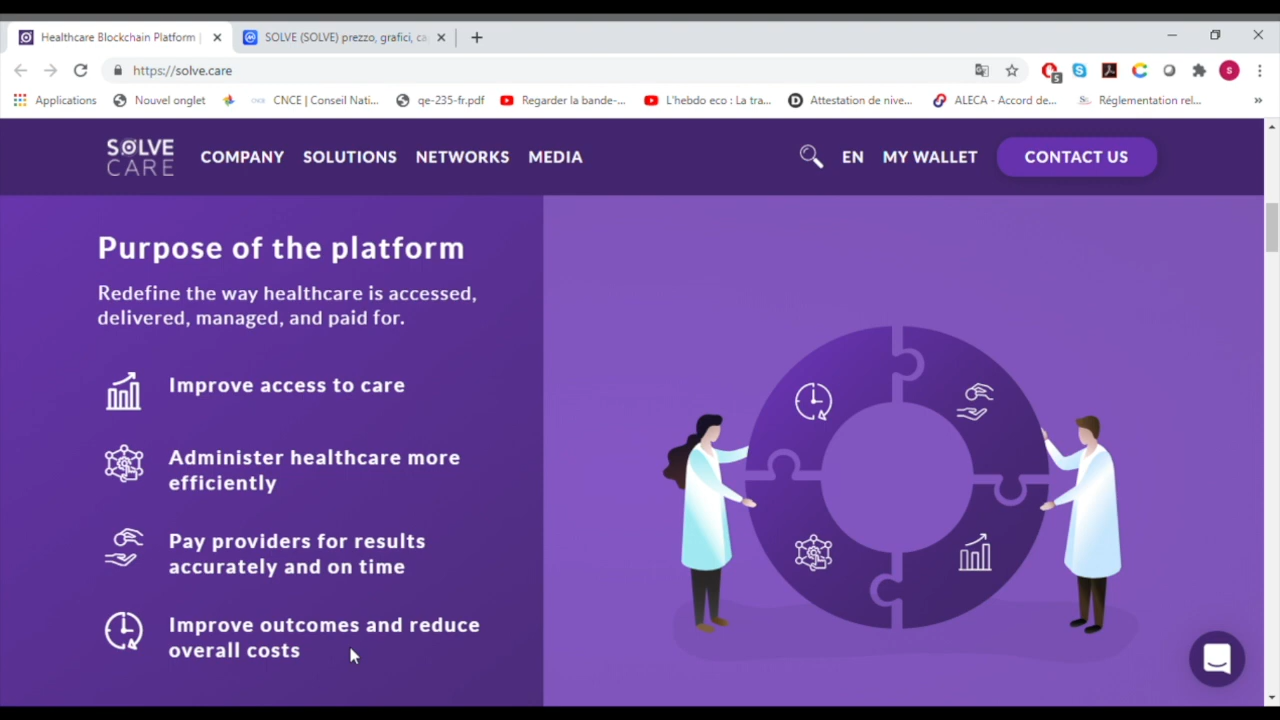 Healthcare Blockchain Platform |
SOLVE (SOLVE) prezzo, grafici, ca
https://solve.care
5
s
Applications
Nouvel onglet
CNCE | Conseil Nati...
qe-235-fr.pdf
Regarder la bande-...
L'hebdo eco : La tra...
Attestation de nive...
ALECA - Accord de...
Réglementation rel...
SOLVE
CARE
COMPANY
SOLUTIONS
NETWORKS
MEDIA
EN
MY WALLET
CONTACT US
Purpose of the platform
Redefine the way healthcare is accessed,
delivered, managed, and paid for.
Improve access to care
Administer healthcare more
efficiently
Pay providers for results
accurately and on time
Improve outcomes and reduce
overall costs